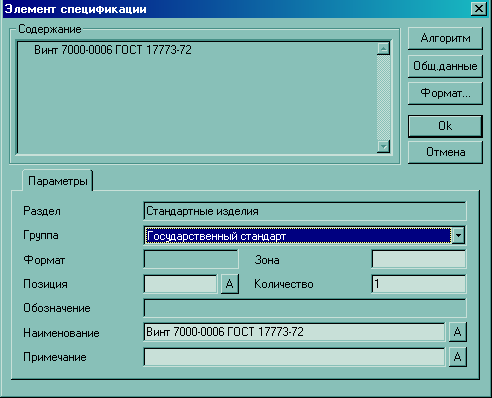 Элемент спецификации
Содержание
Винт 7000-0006 ГОСТ 17773-72
Алгоритм
Общ.данные
Формат...
Ok
Отмена
Параметры
Раздел Стандартные изделия
Группа Государственный стандарт
Формат Зона
Позиция А Количество 1
Обозначение
Наименование Винт 7000-0006 ГОСТ 17773-72 А
Примечание А